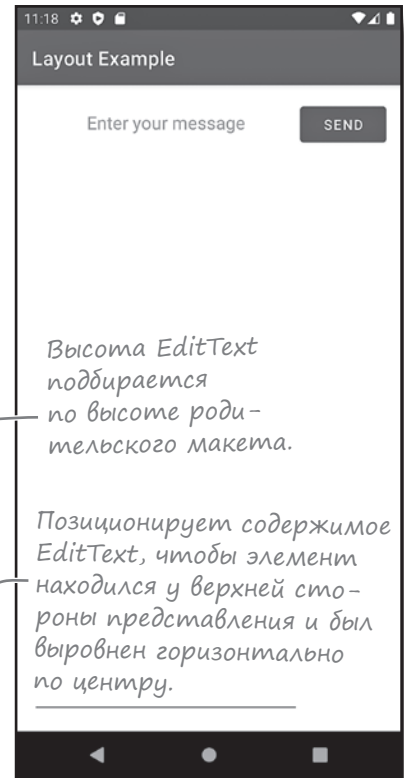 11:18
Layout Example
Enter your message SEND
Высота EditText
подбирается
по высоте роди-
тельского макета.
Позиционирует содержимое
EditText, чтобы элемент
находился у верхней сто-
роны представления и был
выровнен горизонтально
по центру.